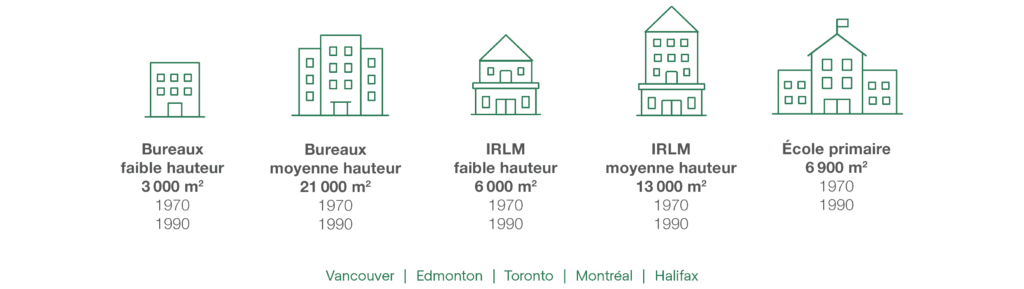 Bureaux
faible hauteur
3 000 m²
1970
1990
Bureaux
moyenne hauteur
21 000 m²
1970
1990
IRLM
faible hauteur
6 000 m²
1970
1990
IRLM
moyenne hauteur
13 000 m²
1970
1990
École primaire
6 900 m²
1970
1990
Vancouver | Edmonton | Toronto | Montréal | Halifax